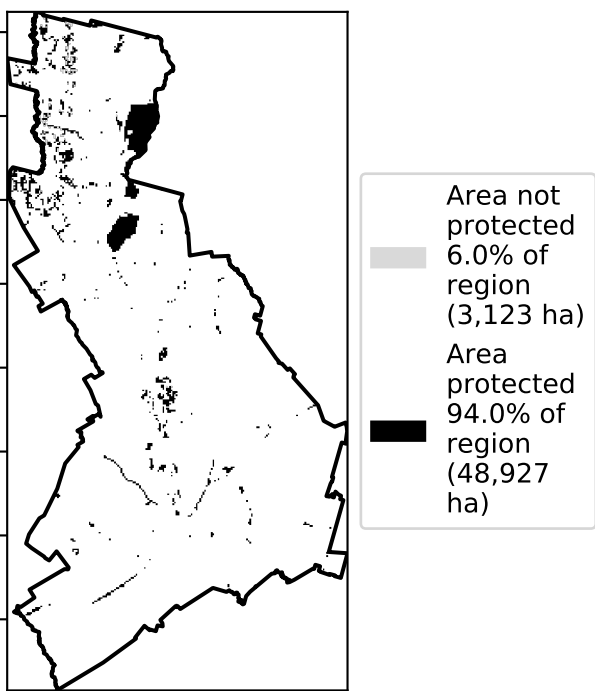 Area not
protected
6.0% of
region
(3,123 ha)
Area
protected
94.0% of
region
(48,927
ha)